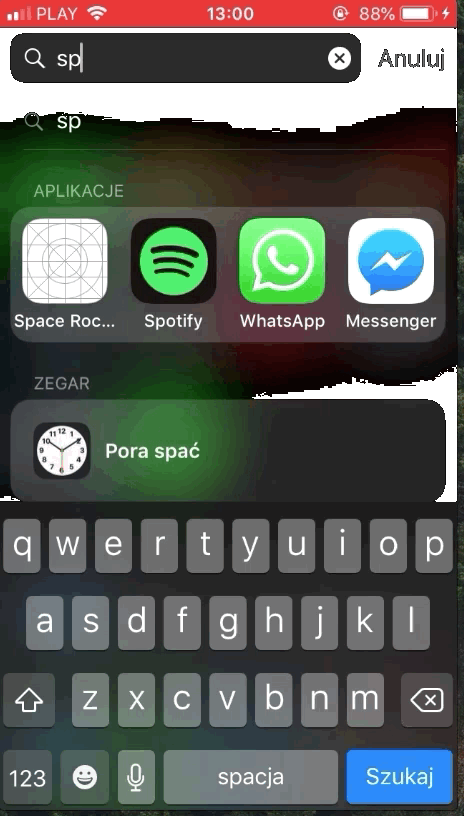 PLAY 13:00 88%
sp Anuluj
sp
APLIKACJE
Space Roc... Spotify WhatsApp Messenger
ZEGAR
Pora spać
q w e r t y u i o p
a s d f g h j k l
z x c v b n m
123 spacja Szukaj